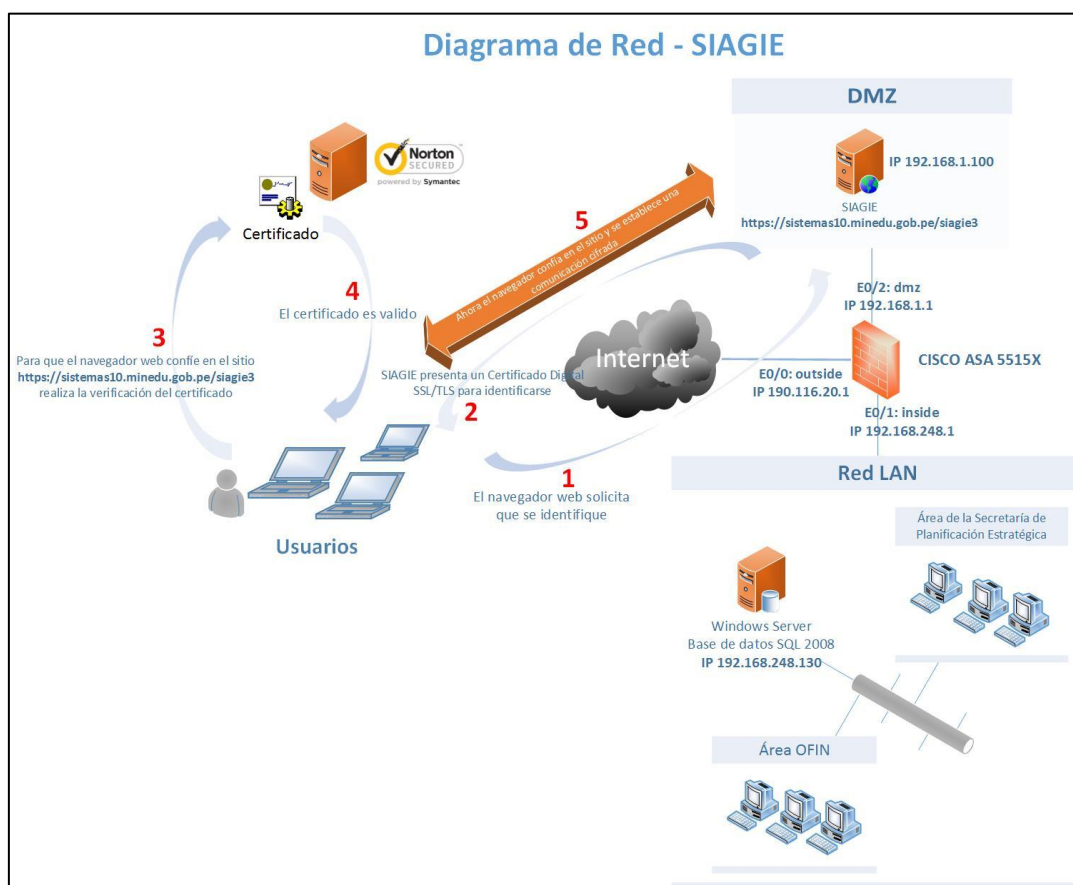 Diagrama de Red - SIAGIE
DMZ
IP 192.168.1.100
SIAGIE
https://sistemas10.minedu.gob.pe/siagie3
Norton
SECURED
powered by Symantec
Certificado
5
Ahora el navegador confia en el sitio y se establece una
comunicación cifrada
4
El certificado es valido
3
Para que el navegador web confíe en el sitio
https://sistemas10.minedu.gob.pe/siagie3
realiza la verificación del certificado
SIAGIE presenta un Certificado Digital
SSL/TLS para identificarse
2
Internet
E0/2: dmz
IP 192.168.1.1
CISCO ASA 5515X
E0/0: outside
IP 190.116.20.1
E0/1: inside
IP 192.168.248.1
1
El navegador web solicita
que se identifique
Usuarios
Red LAN
Área de la Secretaría de
Planificación Estratégica
Windows Server
Base de datos SQL 2008
IP 192.168.248.130
Área OFIN